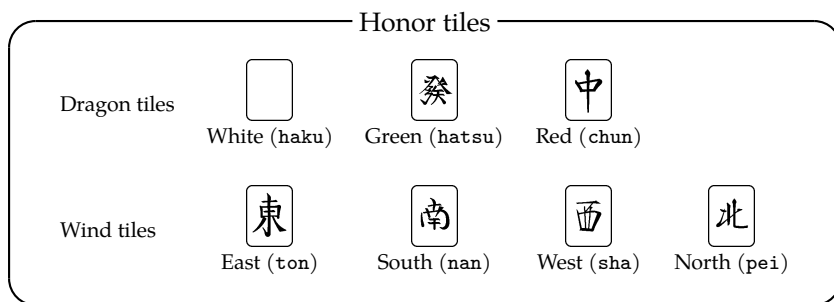 Honor tiles
發 中
Dragon tiles
White (haku) Green (hatsu) Red (chun)
東 南 西 北
Wind tiles
East (ton) South (nan) West (sha) North (pei)